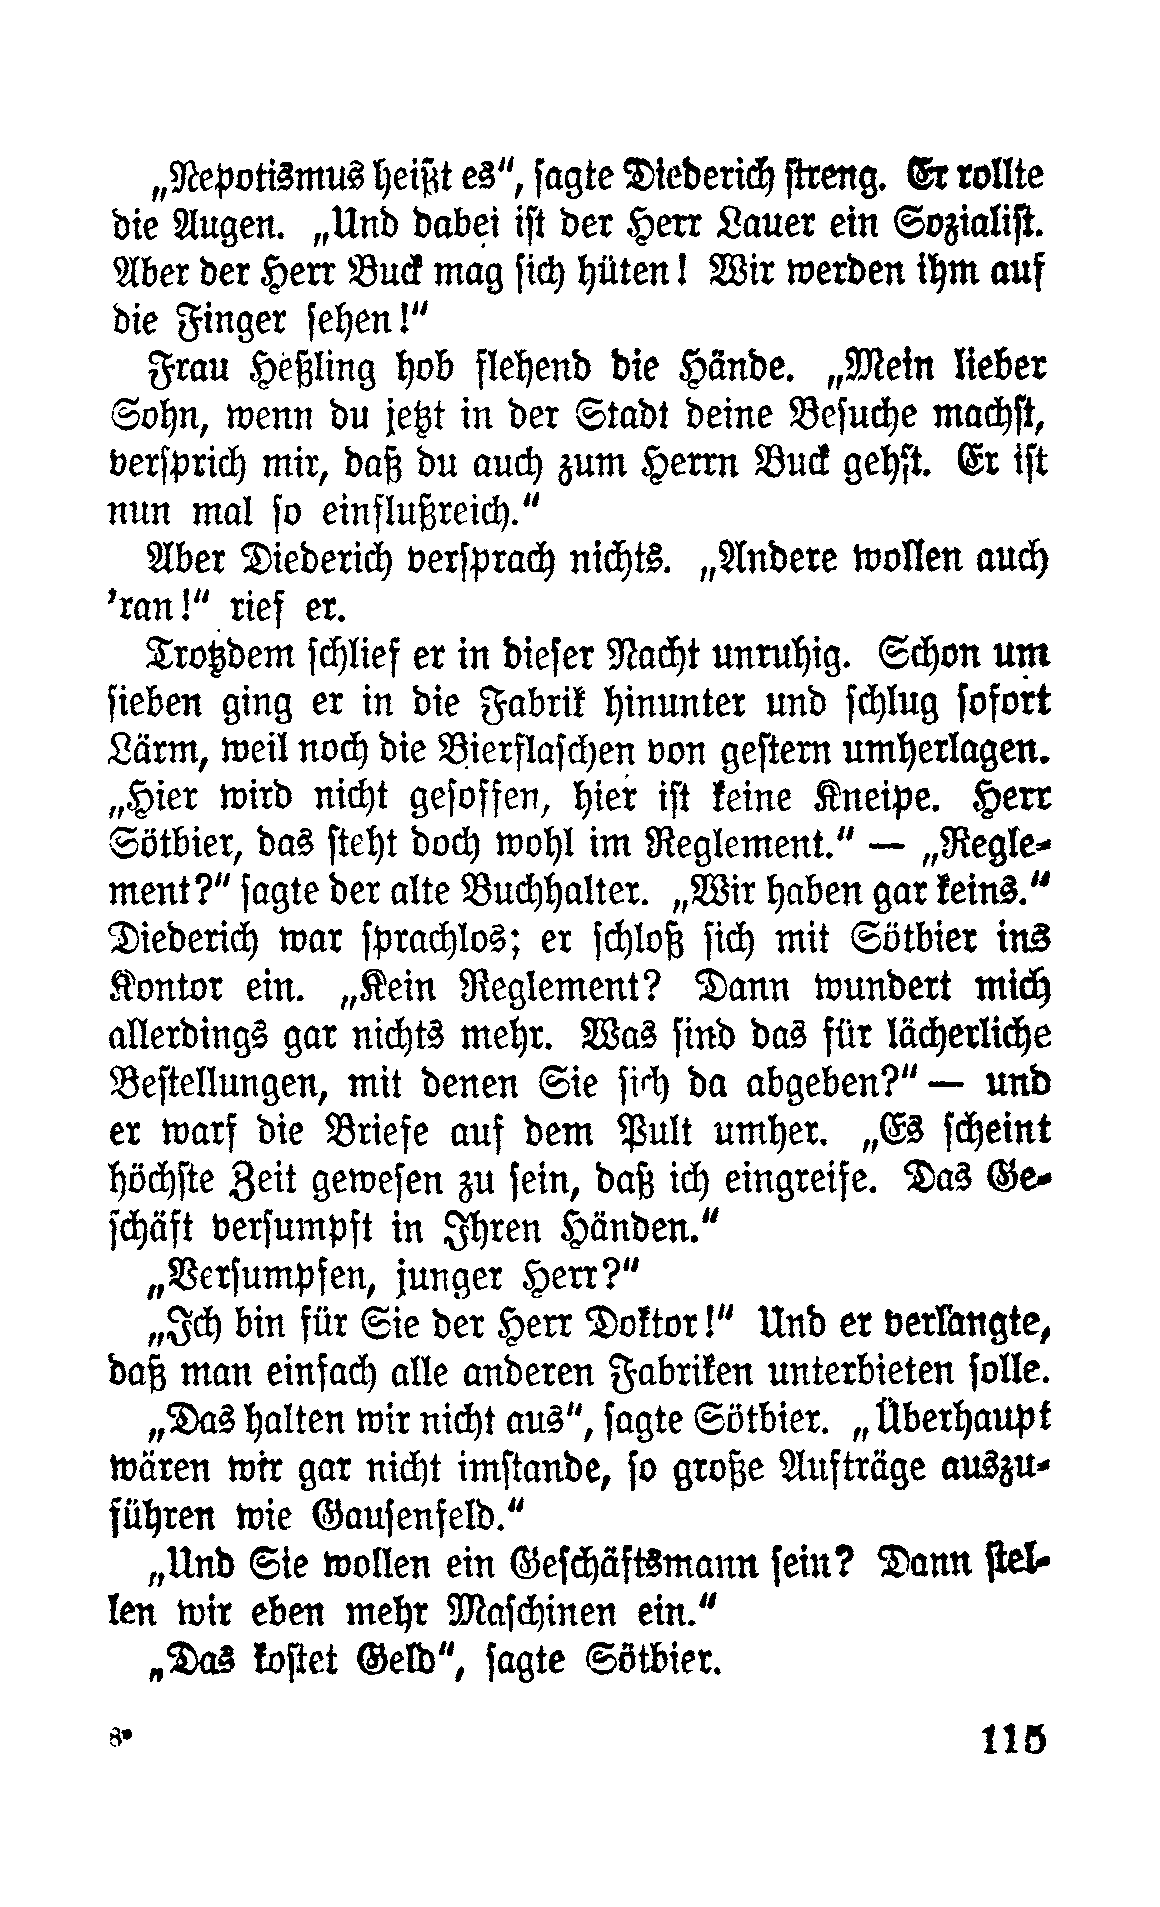 „Nepotismus heißt es“, sagte Diederich streng. Er rollte
die Augen. „Und dabei ist der Herr Lauer ein Sozialist.
Aber der Herr Buck mag sich hüten! Wir werden ihm auf
die Finger sehen!“
Frau Heßling hob flehend die Hände. „Mein lieber
Sohn, wenn du jetzt in der Stadt deine Besuche machst,
versprich mir, daß du auch zum Herrn Buck gehst. Er ist
nun mal so einflußreich.“
Aber Diederich versprach nichts. „Andere wollen auch
’ran!“ rief er.
Trotzdem schlief er in dieser Nacht unruhig. Schon um
sieben ging er in die Fabrik hinunter und schlug sofort
Lärm, weil noch die Bierflaschen von gestern umherlagen.
„Hier wird nicht gesoffen, hier ist keine Kneipe. Herr
Sötbier, das steht doch wohl im Reglement.“ — „Regle-
ment?“ sagte der alte Buchhalter. „Wir haben gar keins.“
Diederich war sprachlos; er schloß sich mit Sötbier ins
Kontor ein. „Kein Reglement? Dann wundert mich
allerdings gar nichts mehr. Was sind das für lächerliche
Bestellungen, mit denen Sie sich da abgeben?“ — und
er warf die Briefe auf dem Pult umher. „Es scheint
höchste Zeit gewesen zu sein, daß ich eingreife. Das Ge-
schäft versumpft in Ihren Händen.“
„Versumpfen, junger Herr?“
„Ich bin für Sie der Herr Doktor!“ Und er verlangte,
daß man einfach alle anderen Fabriken unterbieten solle.
„Das halten wir nicht aus“, sagte Sötbier. „Überhaupt
wären wir gar nicht imstande, so große Aufträge auszu-
führen wie Gausenfeld.“
„Und Sie wollen ein Geschäftsmann sein? Dann stel-
len wir eben mehr Maschinen ein.“
„Das kostet Geld“, sagte Sötbier.
8*
115